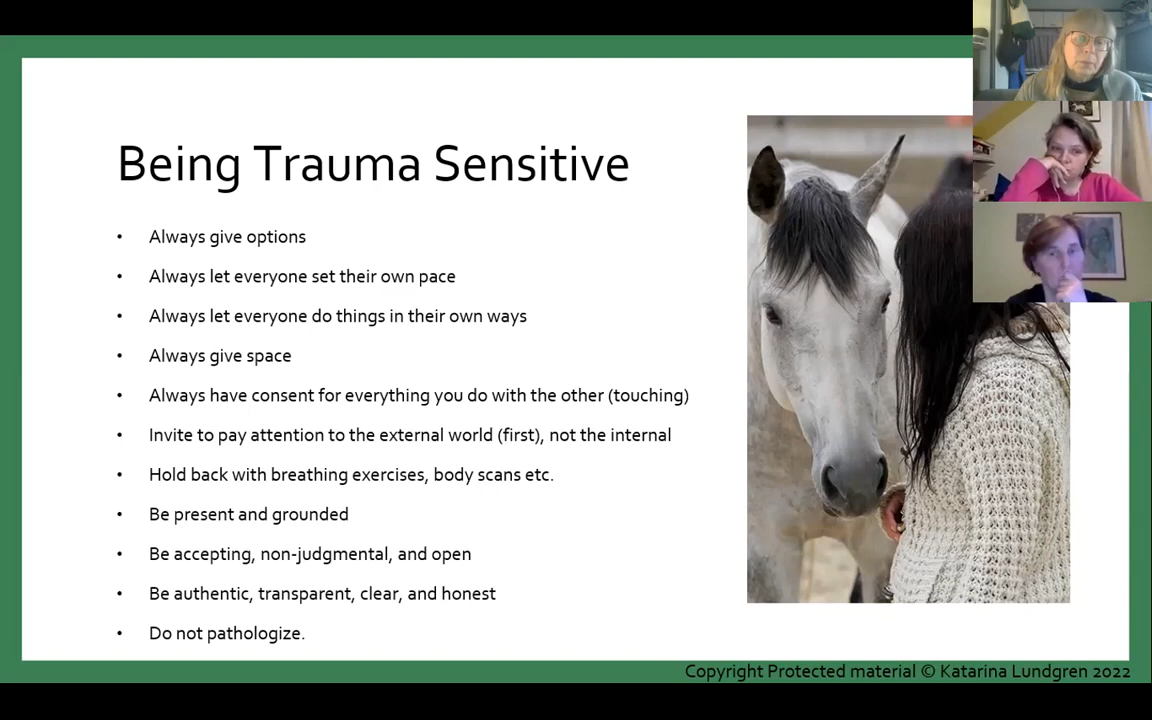 Being Trauma Sensitive
• Always give options
• Always let everyone set their own pace
• Always let everyone do things in their own ways
• Always give space
• Always have consent for everything you do with the other (touching)
• Invite to pay attention to the external world (first), not the internal
• Hold back with breathing exercises, body scans etc.
• Be present and grounded
• Be accepting, non-judgmental, and open
• Be authentic, transparent, clear, and honest
• Do not pathologize.
Copyright Protected material © Katarina Lundgren 2022